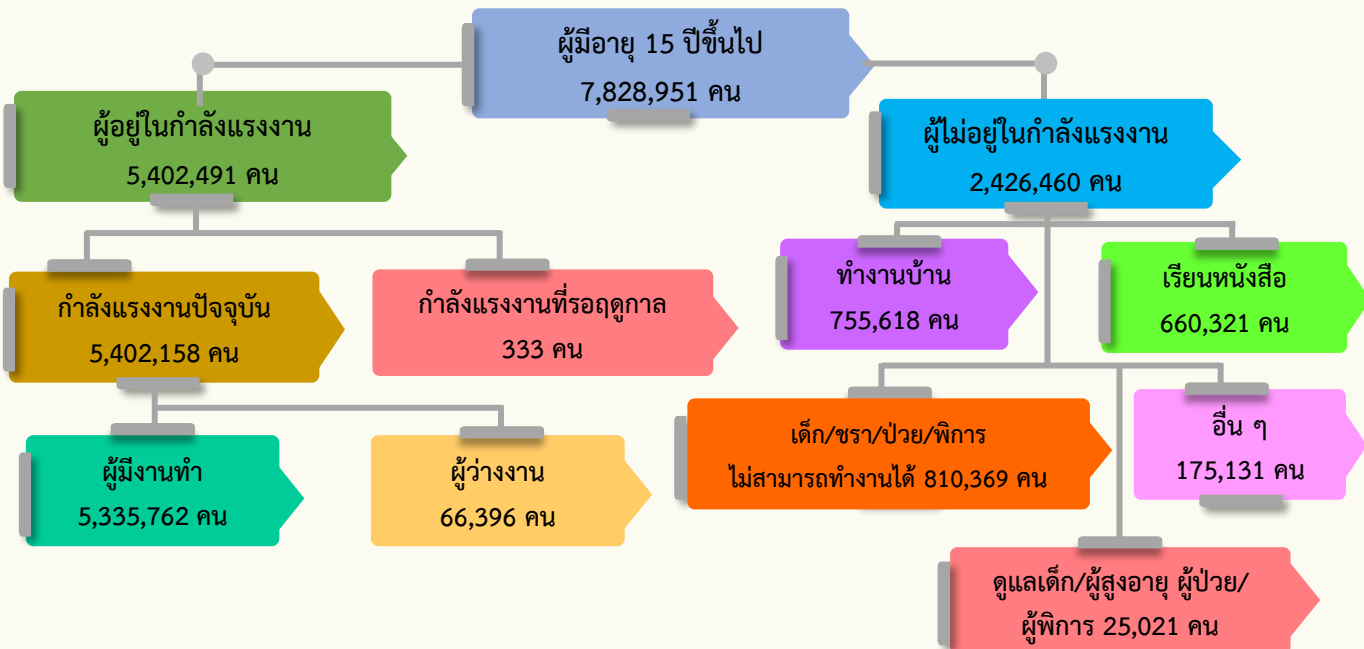 ผู้มีอายุ 15 ปีขึ้นไป
7,828,951 คน
ผู้อยู่ในกำลังแรงงาน
5,402,491 คน
ผู้ไม่อยู่ในกำลังแรงงาน
2,426,460 คน
กำลังแรงงานปัจจุบัน
5,402,158 คน
กำลังแรงงานที่รอฤดูกาล
333 คน
ทำงานบ้าน
755,618 คน
เรียนหนังสือ
660,321 คน
ผู้มีงานทำ
5,335,762 คน
ผู้ว่างงาน
66,396 คน
เด็ก/ชรา/ป่วย/พิการ
ไม่สามารถทำงานได้ 810,369 คน
อื่น ๆ
175,131 คน
ดูแลเด็ก/ผู้สูงอายุ ผู้ป่วย/
ผู้พิการ 25,021 คน